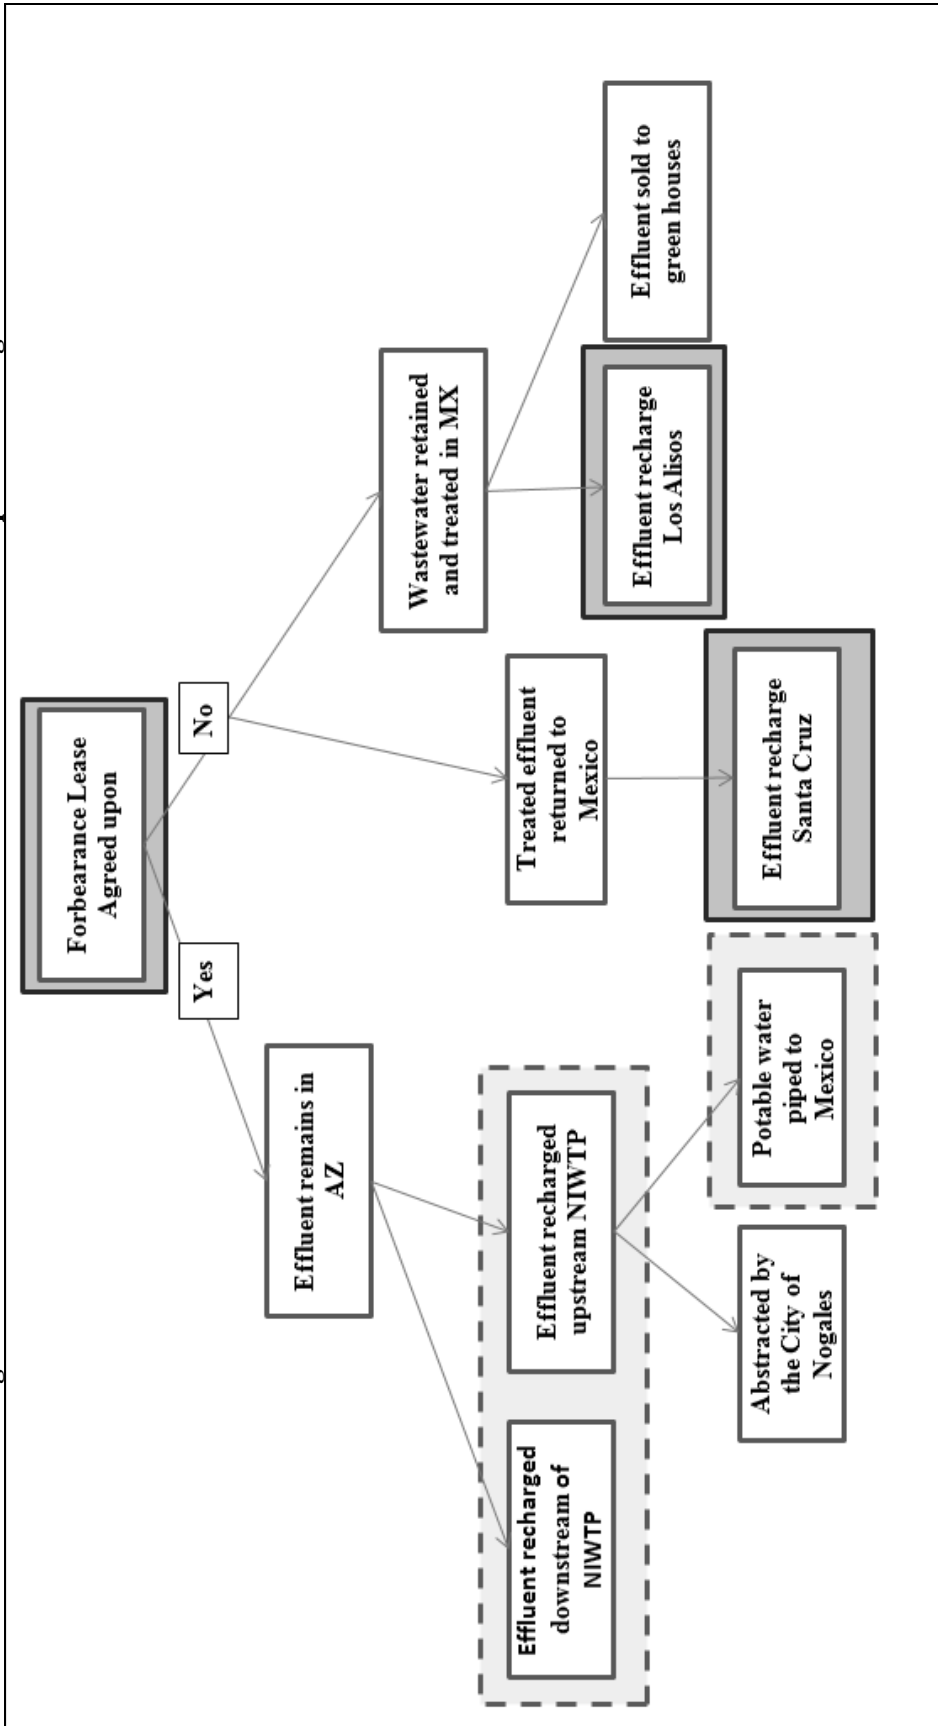 Forbearance Lease
Agreed upon
Yes
No
Effluent remains in
AZ
Wastewater retained
and treated in MX
Effluent recharged
downstream of
NIWTP
Effluent recharged
upstream NIWTP
Treated effluent
returned to
Mexico
Effluent recharge
Los Alisos
Effluent sold to
green houses
Abstracted by
the City of
Nogales
Potable water
piped to
Mexico
Effluent recharge
Santa Cruz